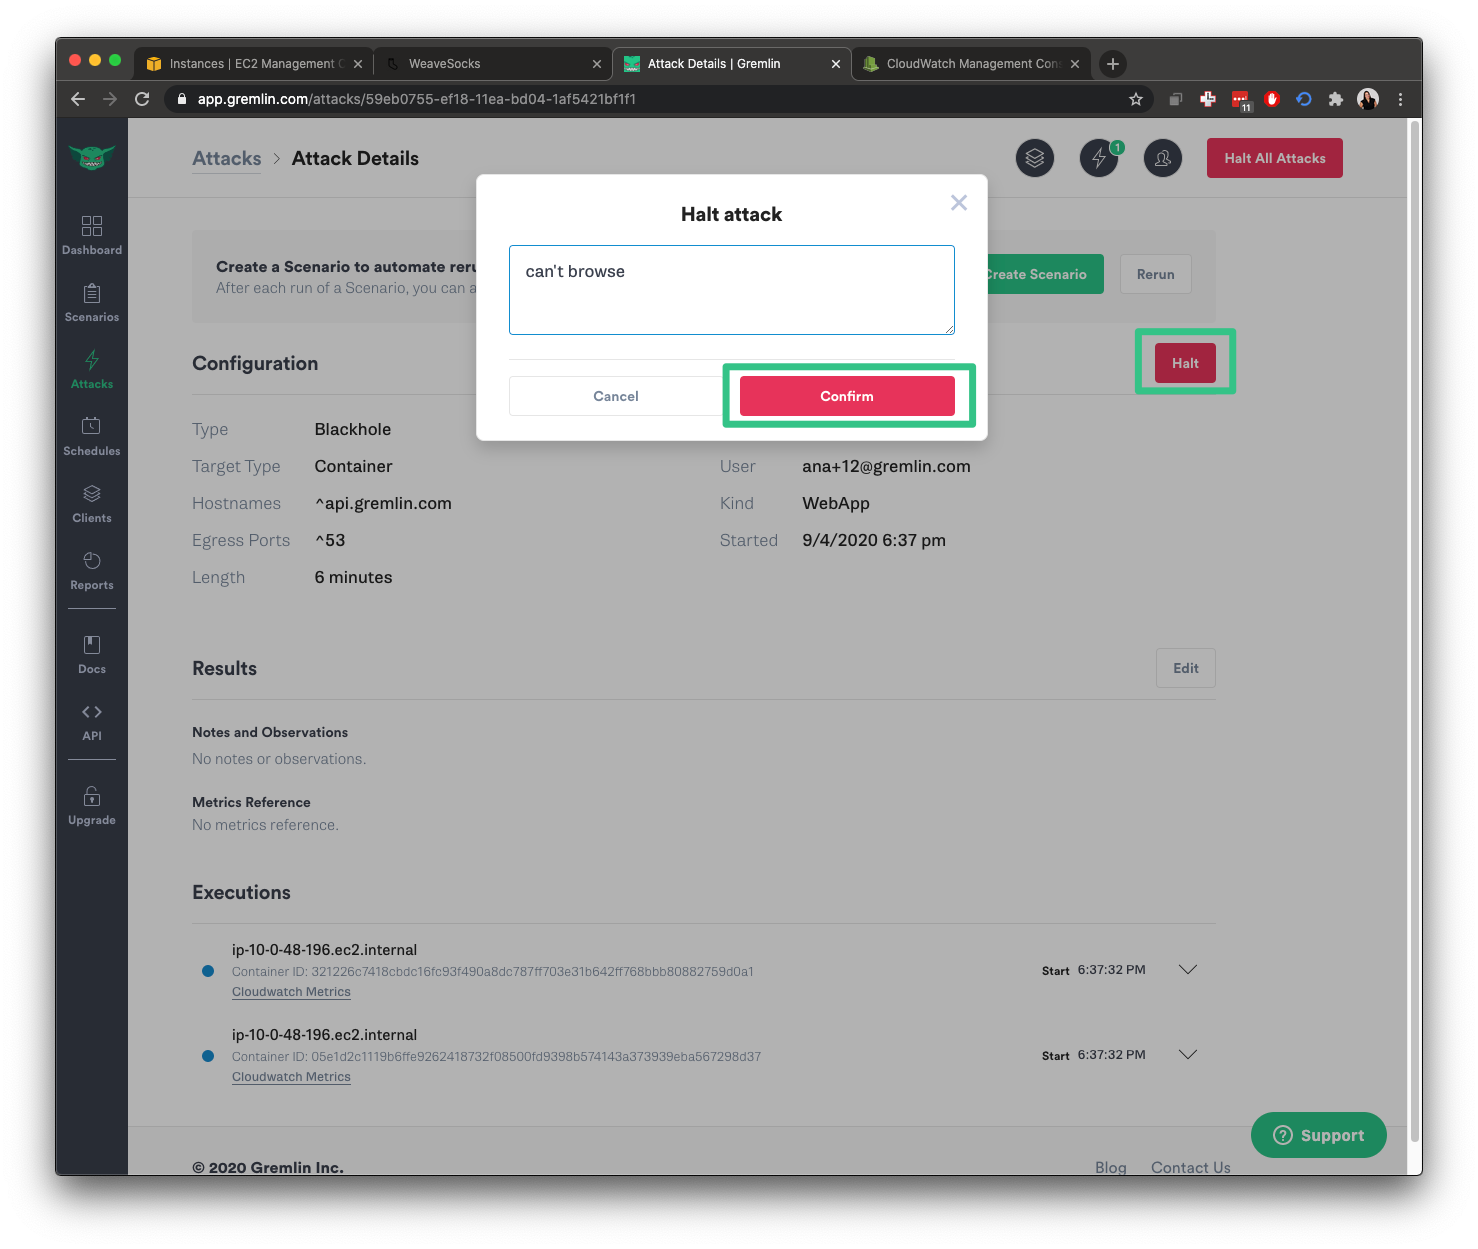 Instances | EC2 Management C
WeaveSocks
Attack Details | Gremlin
CloudWatch Management Con
app.gremlin.com/attacks/59eb0755-ef18-11ea-bd04-1af5421bf1f1
11
Attacks > Attack Details
1
Halt All Attacks
Dashboard
Scenarios
Attacks
Schedules
Clients
Reports
Docs
API
Upgrade
Halt attack
can't browse
Cancel
Confirm
Create a Scenario to automate reru
After each run of a Scenario, you can a
Create Scenario
Rerun
Configuration
Halt
Type Blackhole
Target Type Container
User ana+12@gremlin.com
Hostnames ^api.gremlin.com
Kind WebApp
Egress Ports ^53
Started 9/4/2020 6:37 pm
Length 6 minutes
Results
Edit
Notes and Observations
No notes or observations.
Metrics Reference
No metrics reference.
Executions
ip-10-0-48-196.ec2.internal
Container ID: 321226c7418cbdc16fc93f490a8dc787ff703e31b642ff768bbb80882759d0a1
Cloudwatch Metrics
Start 6:37:32 PM
ip-10-0-48-196.ec2.internal
Container ID: 05e1d2c1119b6ffe9262418732f08500fd9398b574143a373939eba567298d37
Cloudwatch Metrics
Start 6:37:32 PM
Support
© 2020 Gremlin Inc.
Blog
Contact Us